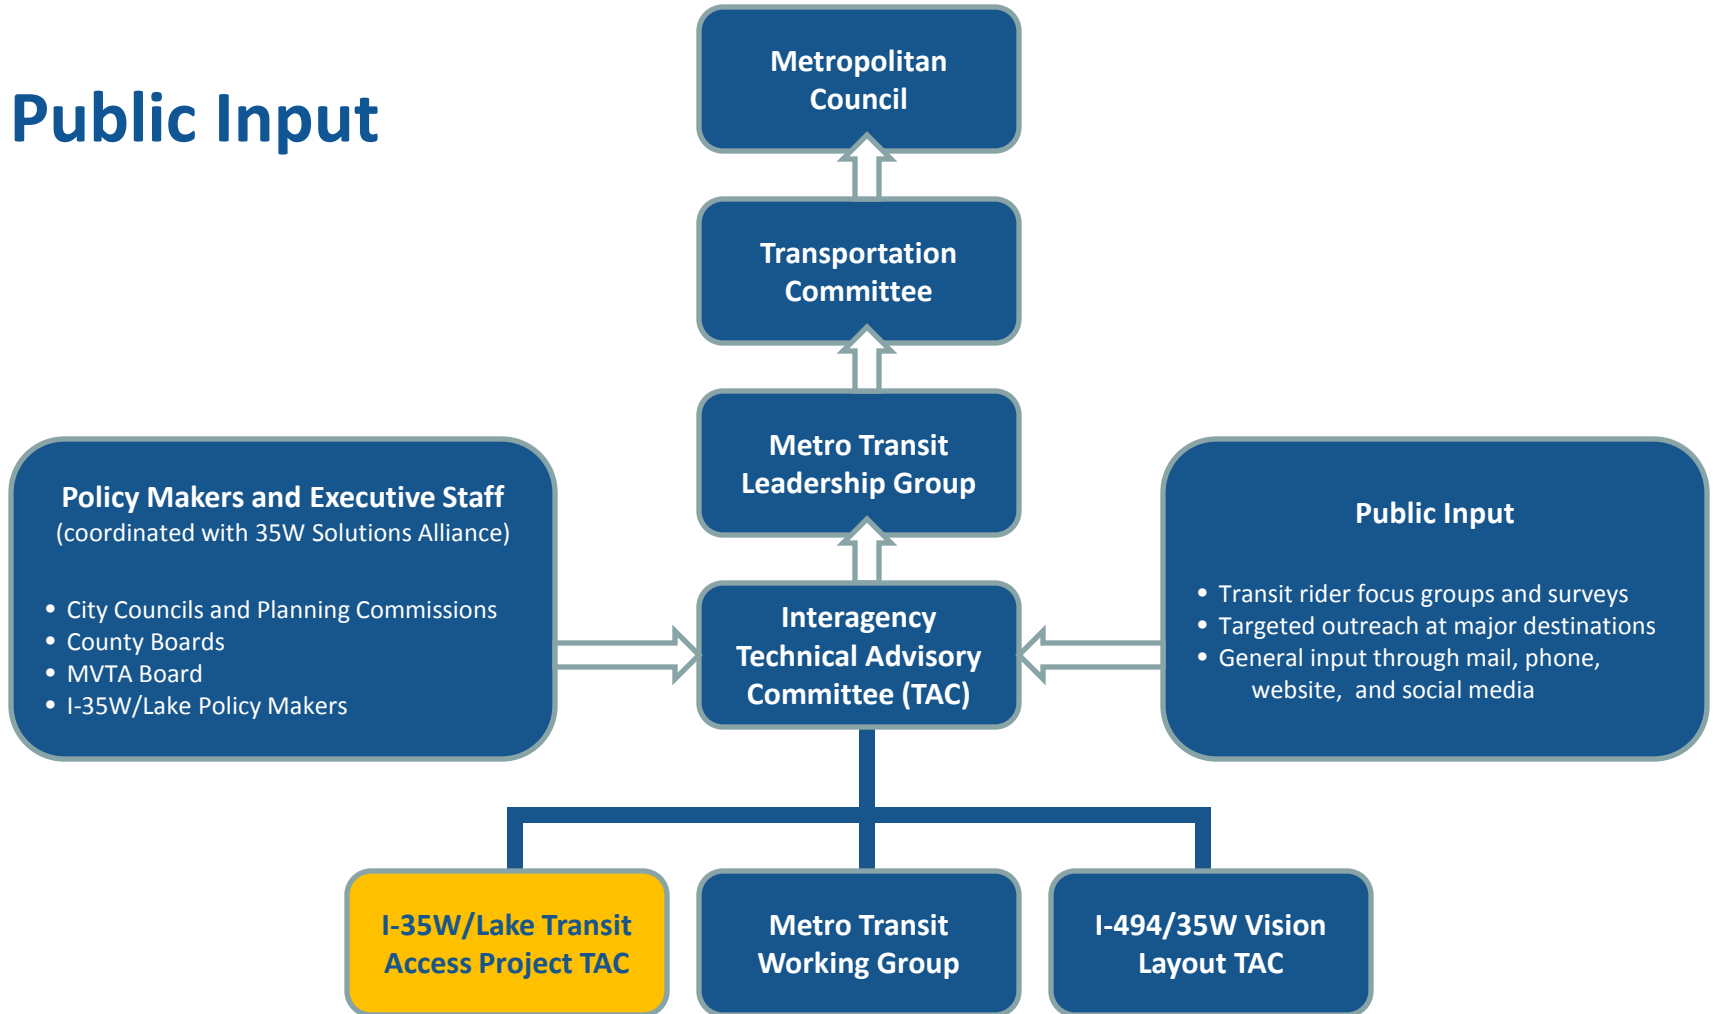 Public Input
Metropolitan
Council
Transportation
Committee
Metro Transit
Leadership Group
Policy Makers and Executive Staff
(coordinated with 35W Solutions Alliance)
• City Councils and Planning Commissions
• County Boards
• MVTA Board
• I-35W/Lake Policy Makers
Interagency
Technical Advisory
Committee (TAC)
Public Input
• Transit rider focus groups and surveys
• Targeted outreach at major destinations
• General input through mail, phone,
website, and social media
I-35W/Lake Transit
Access Project TAC
Metro Transit
Working Group
I-494/35W Vision
Layout TAC